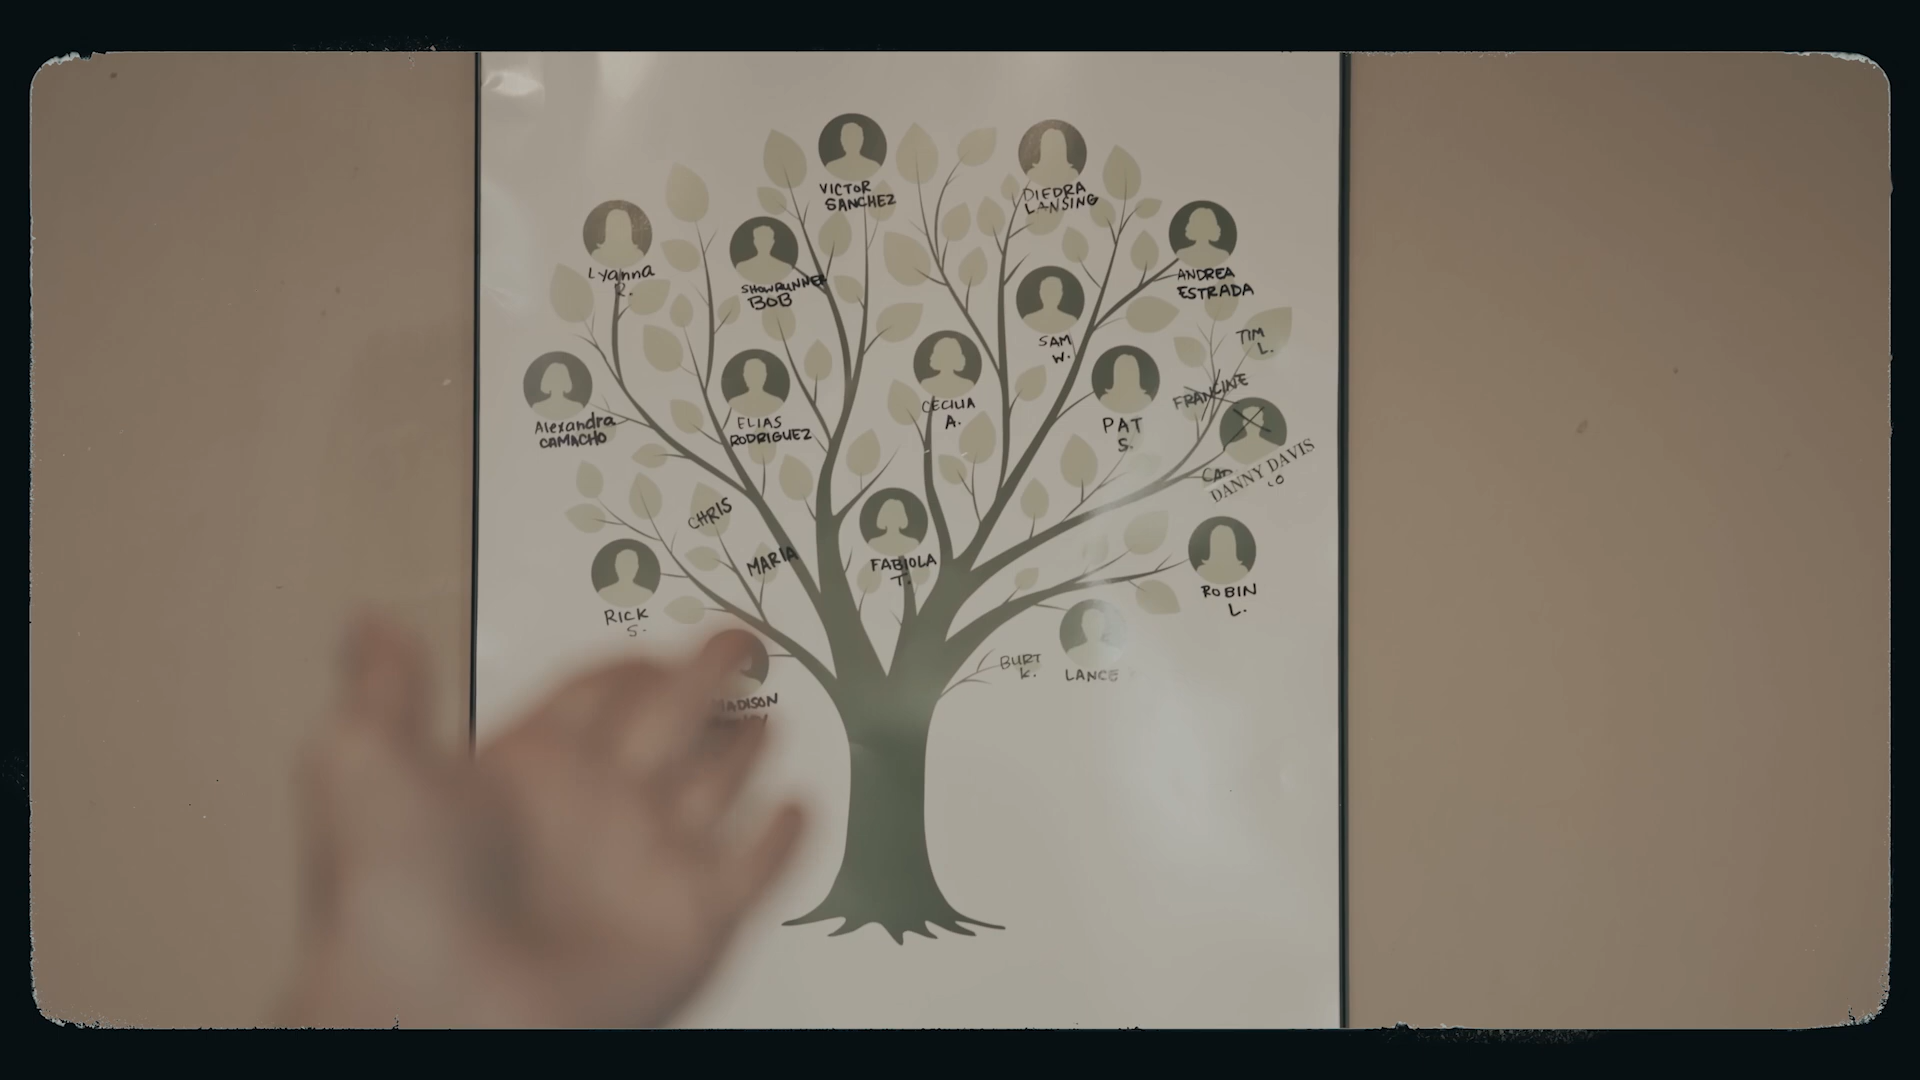 VICTOR
SANCHEZ
DIEDRA
LANSING
Lyanna
R.
SHOWRUNNER
BOB
ANDREA
ESTRADA
SAM
W.
TIM
L.
Alexandra
CAMACHO
ELIAS
RODRIGUEZ
CECILIA
A.
PAT
S.
FRANCINE
DANNY DAVIS
CHRIS
MARIA
FABIOLA
T.
RICK
S.
ROBIN
L.
BURT
K.
LANCE
MADISON